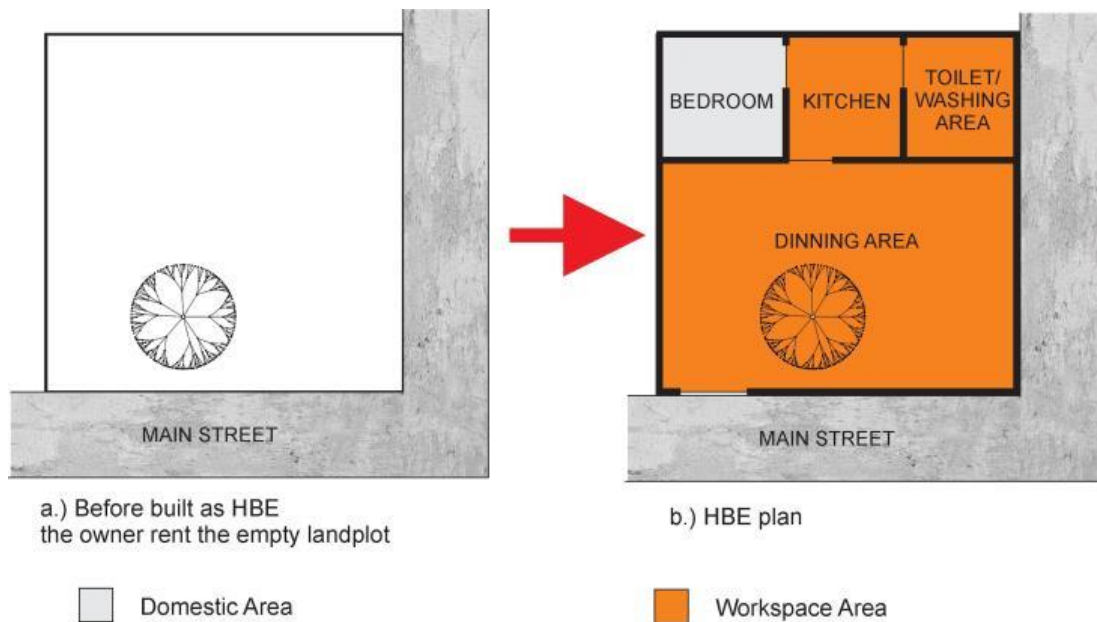 MAIN STREET
a.) Before built as HBE
the owner rent the empty landplot
BEDROOM
KITCHEN
TOILET/
WASHING
AREA
DINNING AREA
MAIN STREET
b.) HBE plan
Domestic Area
Workspace Area